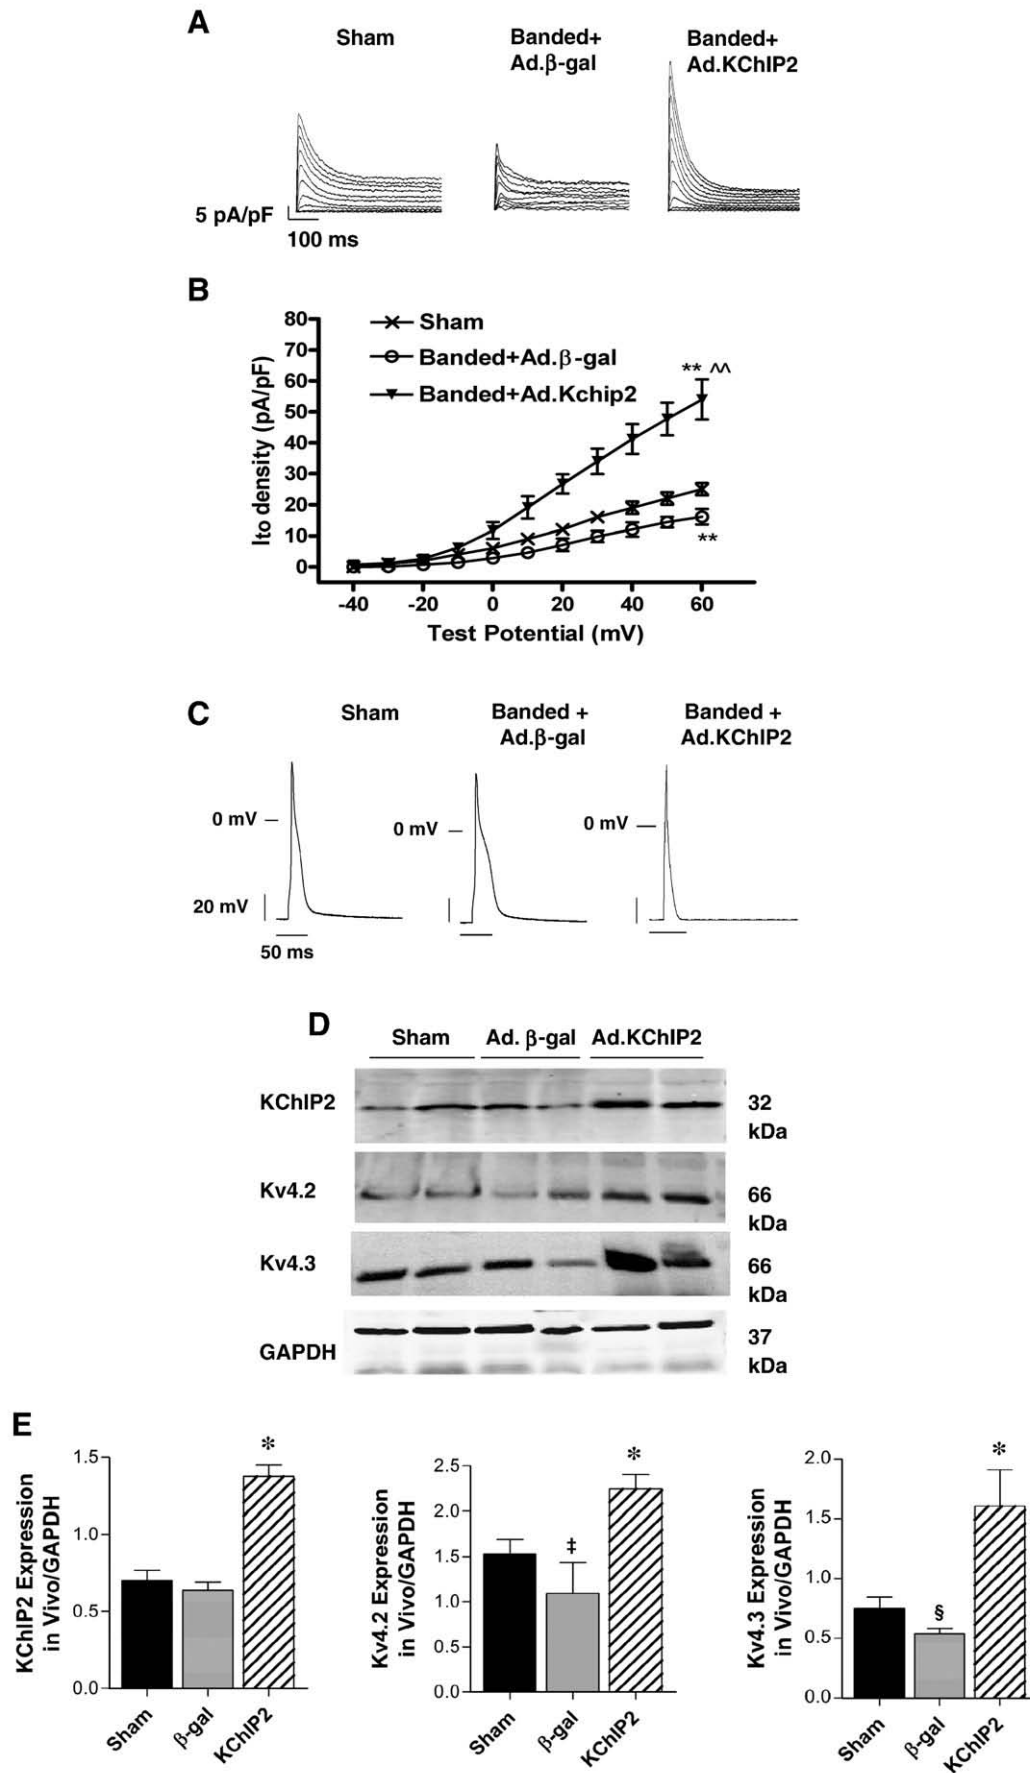 A
Sham
Banded+
Ad.β-gal
Banded+
Ad.KChIP2
5 pA/pF
100 ms
B
80
70
60
50
40
30
20
10
0
Ito density (pA/pF)
Sham
Banded+Ad.β-gal
Banded+Ad.Kchip2
** ^^
**
-40 -20 0 20 40 60
Test Potential (mV)
C
Sham
Banded +
Ad.β-gal
Banded +
Ad.KChIP2
0 mV
0 mV
0 mV
20 mV
50 ms
D
Sham Ad. β-gal Ad.KChIP2
KChIP2
32
kDa
Kv4.2
66
kDa
Kv4.3
66
kDa
GAPDH
37
kDa
E
KChIP2 Expression
in Vivo/GAPDH
1.5
1.0
0.5
0.0
*
Sham
β-gal
KChIP2
Kv4.2 Expression
in Vivo/GAPDH
2.5
2.0
1.5
1.0
0.5
0.0
‡
*
Sham
β-gal
KChIP2
Kv4.3 Expression
in Vivo/GAPDH
2.0
1.5
1.0
0.5
0.0
§
*
Sham
β-gal
KChIP2